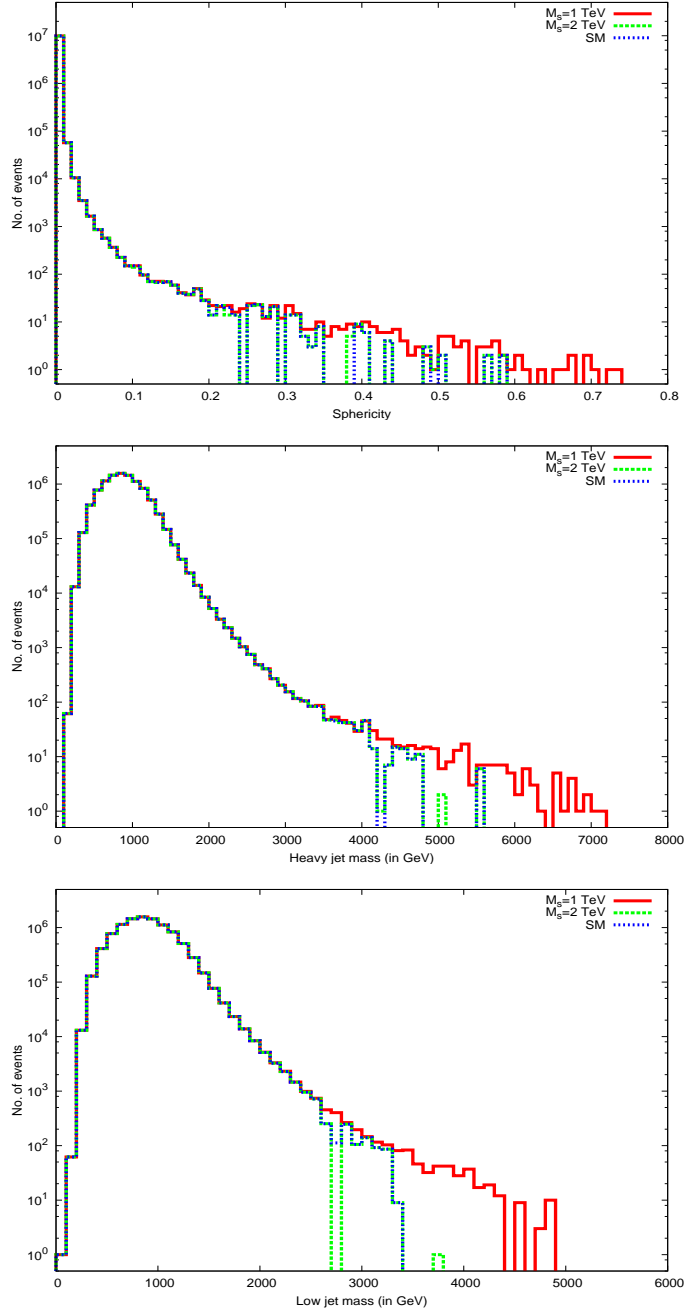 M_s=1 TeV
M_s=2 TeV
SM
10^7
10^6
10^5
10^4
10^3
10^2
10^1
10^0
No. of events
0 0.1 0.2 0.3 0.4 0.5 0.6 0.7 0.8
Sphericity
M_s=1 TeV
M_s=2 TeV
SM
10^6
10^5
10^4
10^3
10^2
10^1
10^0
No. of events
0 1000 2000 3000 4000 5000 6000 7000 8000
Heavy jet mass (in GeV)
M_s=1 TeV
M_s=2 TeV
SM
10^6
10^5
10^4
10^3
10^2
10^1
10^0
No. of events
0 1000 2000 3000 4000 5000 6000
Low jet mass (in GeV)